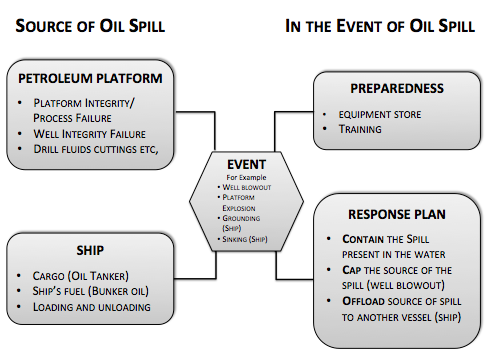 SOURCE OF OIL SPILL
IN THE EVENT OF OIL SPILL
PETROLEUM PLATFORM
• PLATFORM INTEGRITY/
PROCESS FAILURE
• WELL INTEGRITY FAILURE
• DRILL FLUIDS CUTTINGS ETC,
SHIP
• CARGO (OIL TANKER)
• SHIP'S FUEL (BUNKER OIL)
• LOADING AND UNLOADING
EVENT
For Example
• WELL BLOWOUT
• PLATFORM
EXPLOSION
• GROUNDING
(SHIP)
• SINKING (SHIP)
PREPAREDNESS
• EQUIPMENT STORE
• TRAINING
RESPONSE PLAN
• CONTAIN THE SPILL
PRESENT IN THE WATER
• CAP THE SOURCE OF THE
SPILL (WELL BLOWOUT)
• OFFLOAD SOURCE OF SPILL
TO ANOTHER VESSEL (SHIP)